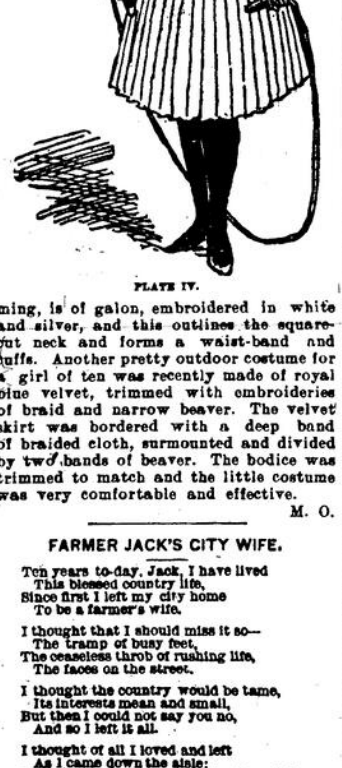 PLATE IV.
ming, is of galon, embroidered in white
and silver, and this outlines the square-
cut neck and forms a waist-band and
cuffs. Another pretty outdoor costume for
a girl of ten was recently made of royal
blue velvet, trimmed with embroideries
of braid and narrow beaver. The velvet
skirt was bordered with a deep band
of braided cloth, surmounted and divided
by two bands of beaver. The bodice was
trimmed to match and the little costume
was very comfortable and effective.
M. O.
FARMER JACK'S CITY WIFE.
Ten years to-day, Jack, I have lived
This blessed country life,
Since first I left my city home
To be a farmer's wife.
I thought that I should miss it so—
The tramp of busy feet,
The ceaseless throb of rushing life,
The faces on the street.
I thought the country would be tame,
Its interests mean and small,
But then I could not say you no,
And so I left it all.
I thought of all I loved and left
As I came down the aisle;